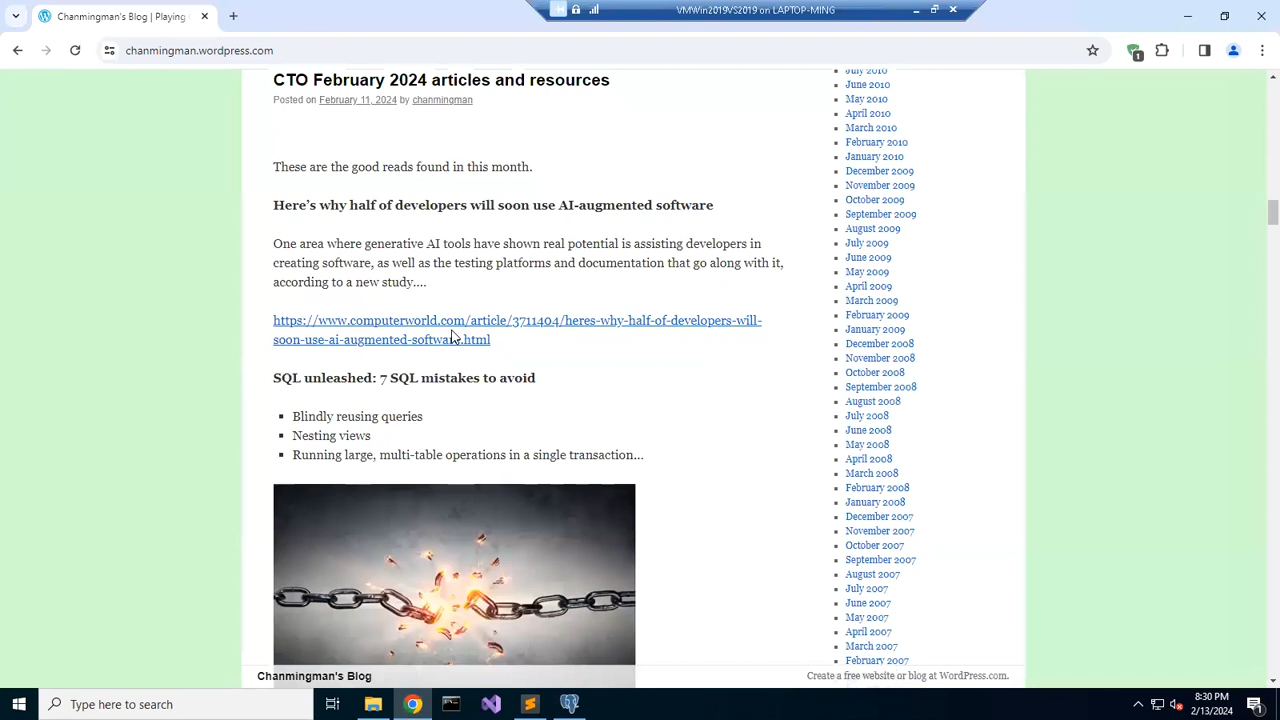 Chanmingman's Blog | Playing
VMWin2019VS2019 on LAPTOP-MING
chanmingman.wordpress.com
1
CTO February 2024 articles and resources
Posted on February 11, 2024 by chanmingman
These are the good reads found in this month.
Here's why half of developers will soon use AI-augmented software
One area where generative AI tools have shown real potential is assisting developers in
creating software, as well as the testing platforms and documentation that go along with it,
according to a new study….
https://www.computerworld.com/article/3711404/heres-why-half-of-developers-will-
soon-use-ai-augmented-software.html
SQL unleashed: 7 SQL mistakes to avoid
Blindly reusing queries
Nesting views
Running large, multi-table operations in a single transaction…
July 2010
June 2010
May 2010
April 2010
March 2010
February 2010
January 2010
December 2009
November 2009
October 2009
September 2009
August 2009
July 2009
June 2009
May 2009
April 2009
March 2009
February 2009
January 2009
December 2008
November 2008
October 2008
September 2008
August 2008
July 2008
June 2008
May 2008
April 2008
March 2008
February 2008
January 2008
December 2007
November 2007
October 2007
September 2007
August 2007
July 2007
June 2007
May 2007
April 2007
March 2007
February 2007
Chanmingman's Blog
Create a free website or blog at WordPress.com.
Type here to search
8:30 PM
2/13/2024